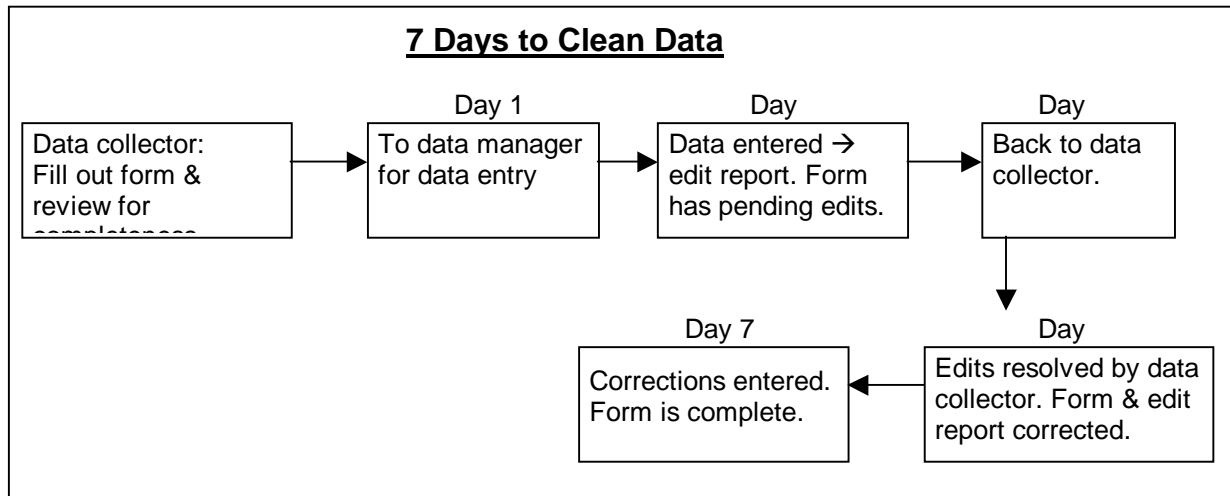 7 Days to Clean Data
Day 1
Day
Day
Data collector:
Fill out form &
review for
completeness
To data manager
for data entry
Data entered →
edit report. Form
has pending edits.
Back to data
collector.
Day 7
Day
Corrections entered.
Form is complete.
Edits resolved by data
collector. Form & edit
report corrected.